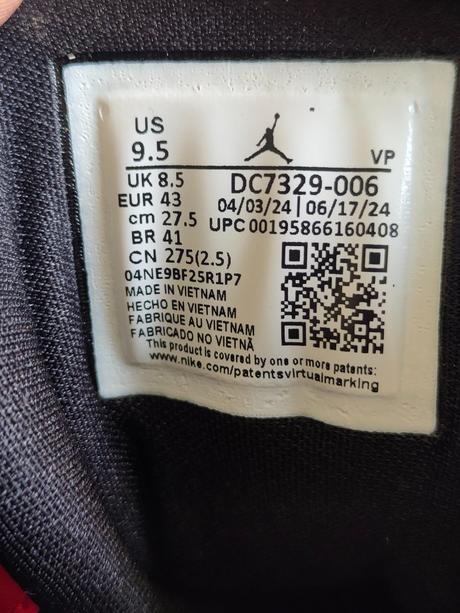 US
9.5
VP
UK 8.5
DC7329-006
EUR 43
04/03/24 | 06/17/24
cm 27.5
UPC 00195866160408
BR 41
CN 275(2.5)
04NE9BF25R1P7
MADE IN VIETNAM
HECHO EN VIETNAM
FABRIQUE AU VIETNAM
FABRICADO NO VIETNÃ
This product is covered by one or more patents:
www.nike.com/patentsvirtualmarking